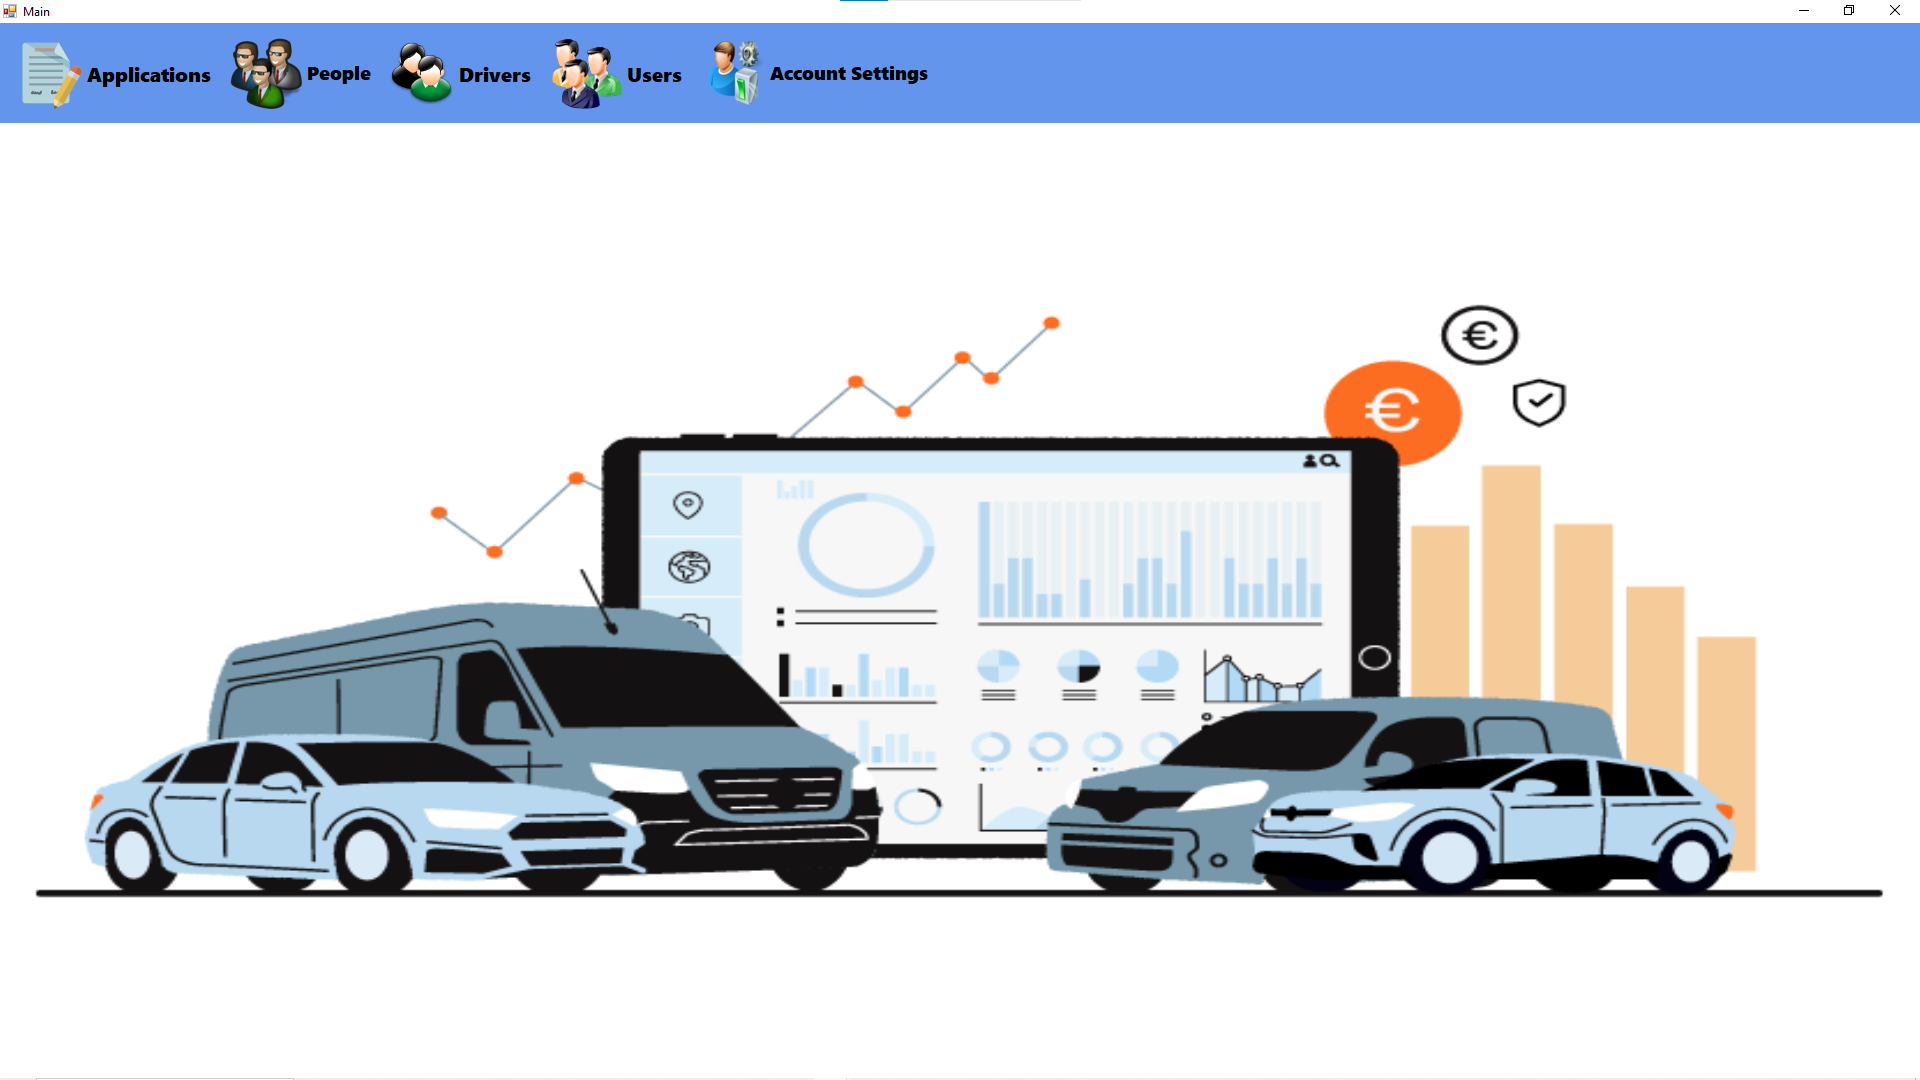 Main
Applications
People
Drivers
Users
Account Settings
€
€